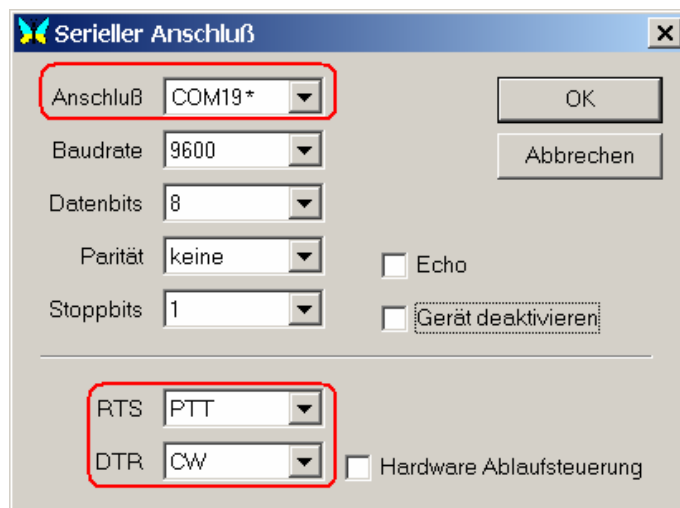 Serieller Anschluß
Anschluß COM19* OK
Baudrate 9600 Abbrechen
Datenbits 8
Parität keine Echo
Stoppbits 1 Gerät deaktivieren
RTS PTT
DTR CW Hardware Ablaufsteuerung